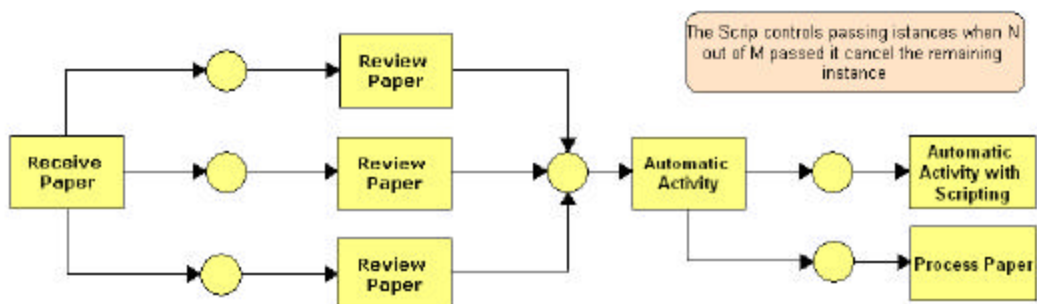 The Scrip controls passing istances when N
out of M passed it cancel the remaining
instance
Review
Paper
Receive
Paper
Review
Paper
Automatic
Activity
Automatic
Activity with
Scripting
Review
Paper
Process Paper